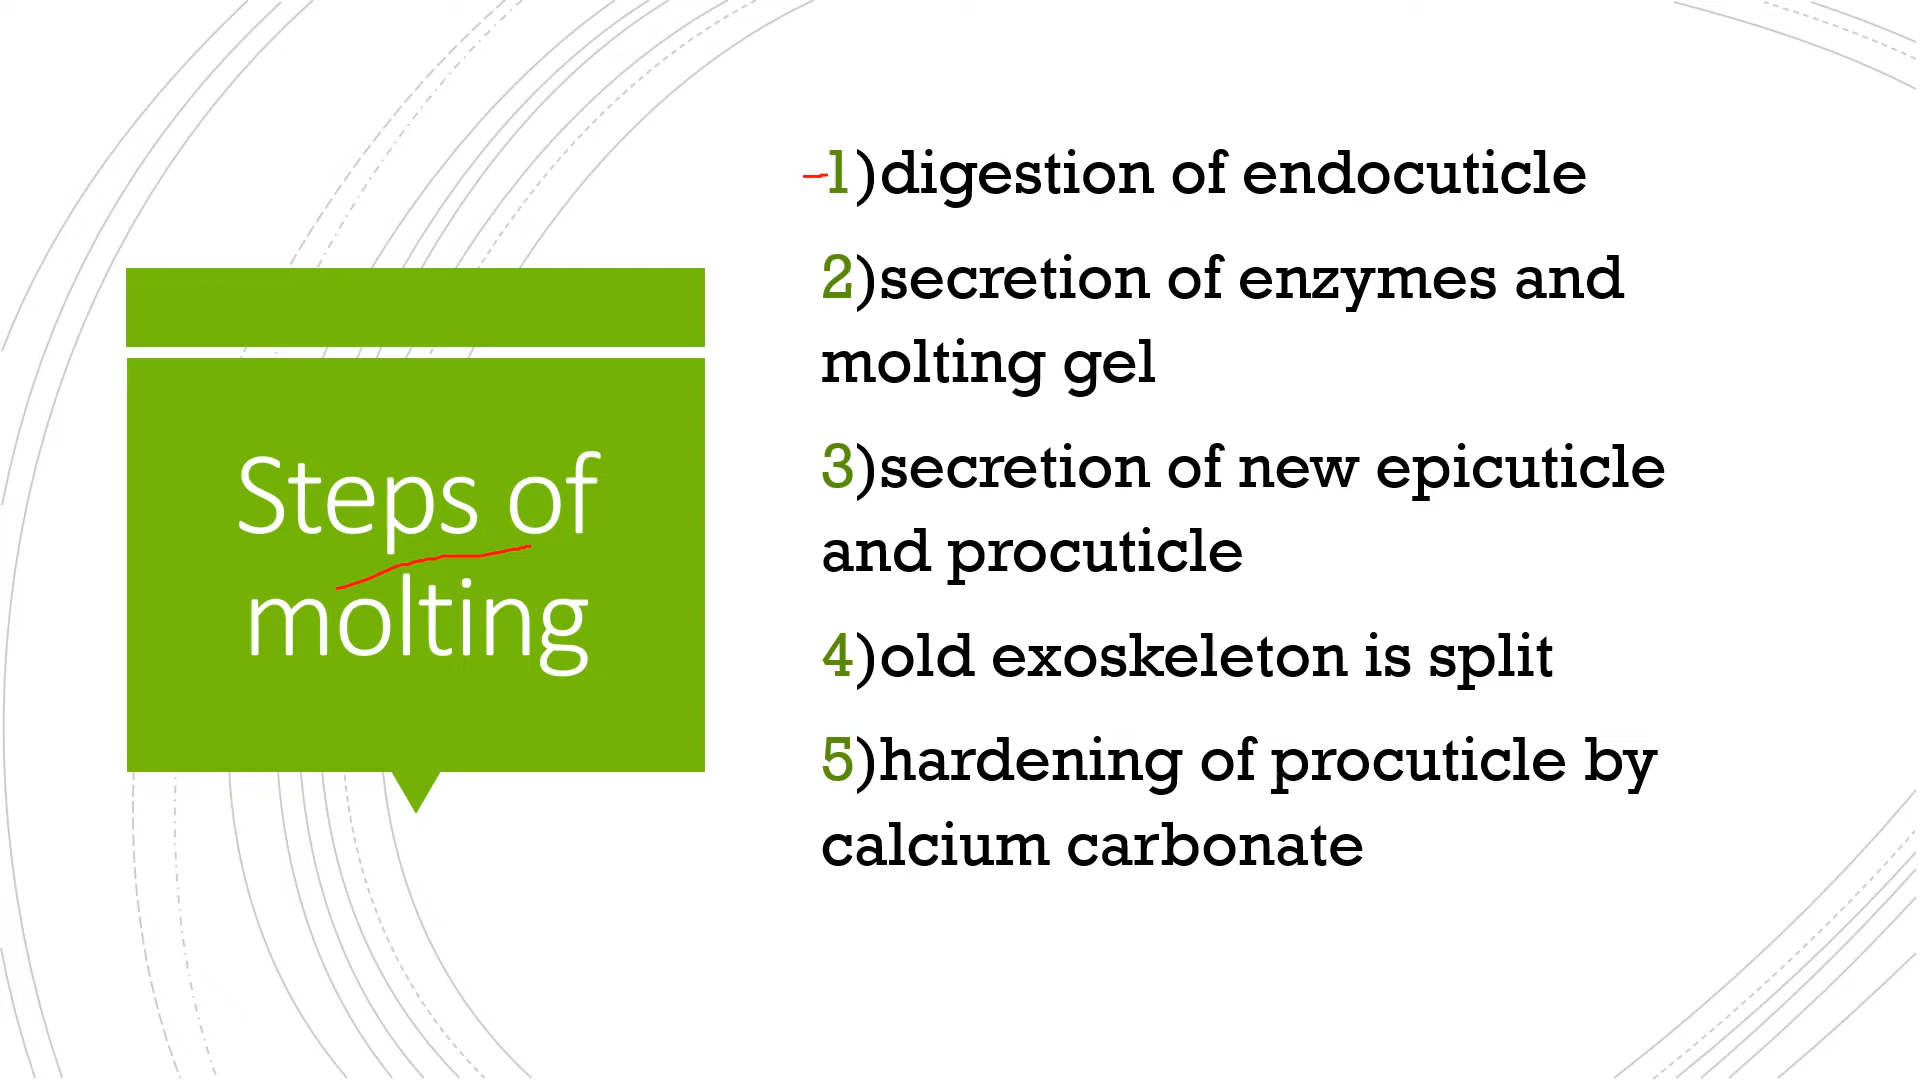 Steps of
molting
1)digestion of endocuticle
2)secretion of enzymes and
molting gel
3)secretion of new epicuticle
and procuticle
4)old exoskeleton is split
5)hardening of procuticle by
calcium carbonate